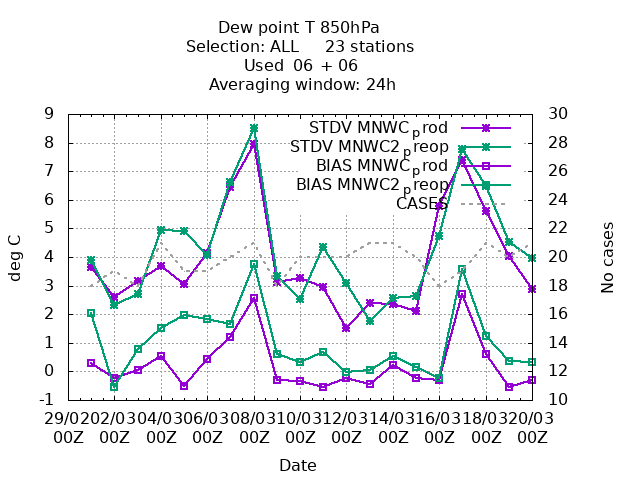 Dew point T 850hPa
Selection: ALL 23 stations
Used 06 + 06
Averaging window: 24h
STDV MNWCprod
STDV MNWC2preop
BIAS MNWCprod
BIAS MNWC2preop
CASES
9
8
7
6
5
4
3
2
1
0
-1
deg C
30
28
26
24
22
20
18
16
14
12
10
No cases
29/02 02/03 04/03 06/03 08/03 10/03 12/03 14/03 16/03 18/03 20/03
00Z 00Z 00Z 00Z 00Z 00Z 00Z 00Z 00Z 00Z 00Z
Date